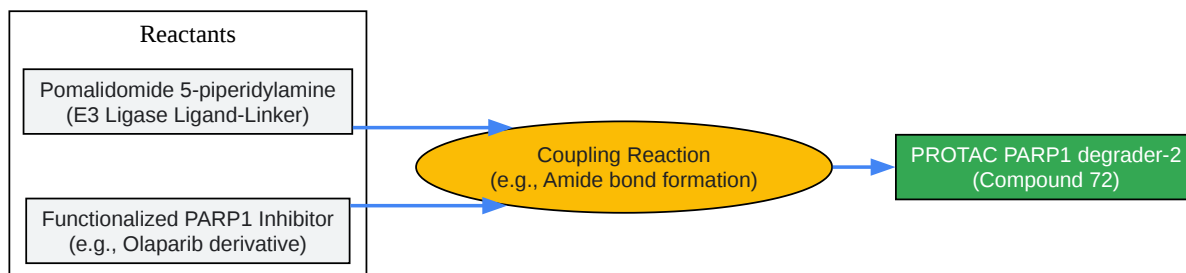 Reactants
Pomalidomide 5-piperidylamine
(E3 Ligase Ligand-Linker)
Functionalized PARP1 Inhibitor
(e.g., Olaparib derivative)
Coupling Reaction
(e.g., Amide bond formation)
PROTAC PARP1 degrader-2
(Compound 72)